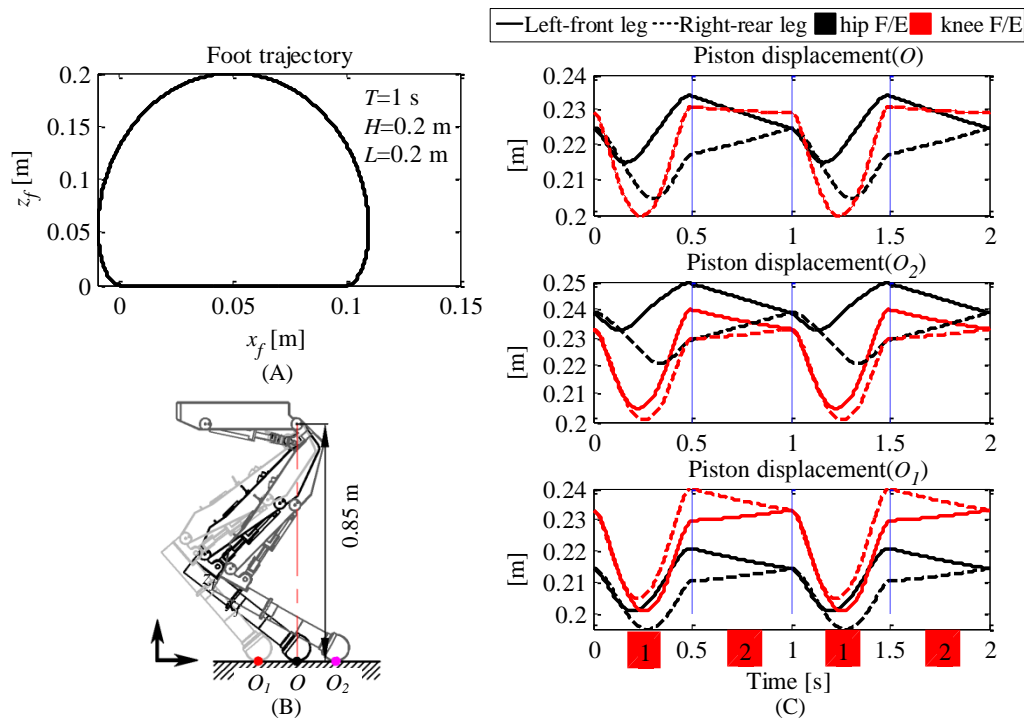 Foot trajectory
0.2
0.15
0.1
0.05
0
z_f [m]
T=1 s
H=0.2 m
L=0.2 m
0 0.05 0.1 0.15
x_f [m]
(A)
0.85 m
z
O_1 O O_2
(B)
Left-front leg Right-rear leg hip F/E knee F/E
Piston displacement(O)
0.24
0.23
0.22
0.21
0.2
[m]
0 0.5 1 1.5 2
Piston displacement(O_2)
0.25
0.24
0.23
0.22
0.21
0.2
[m]
0 0.5 1 1.5 2
Piston displacement(O_1)
0.24
0.23
0.22
0.21
0.2
[m]
0 1 0.5 2 1 1 1.5 2 2
Time [s]
(C)